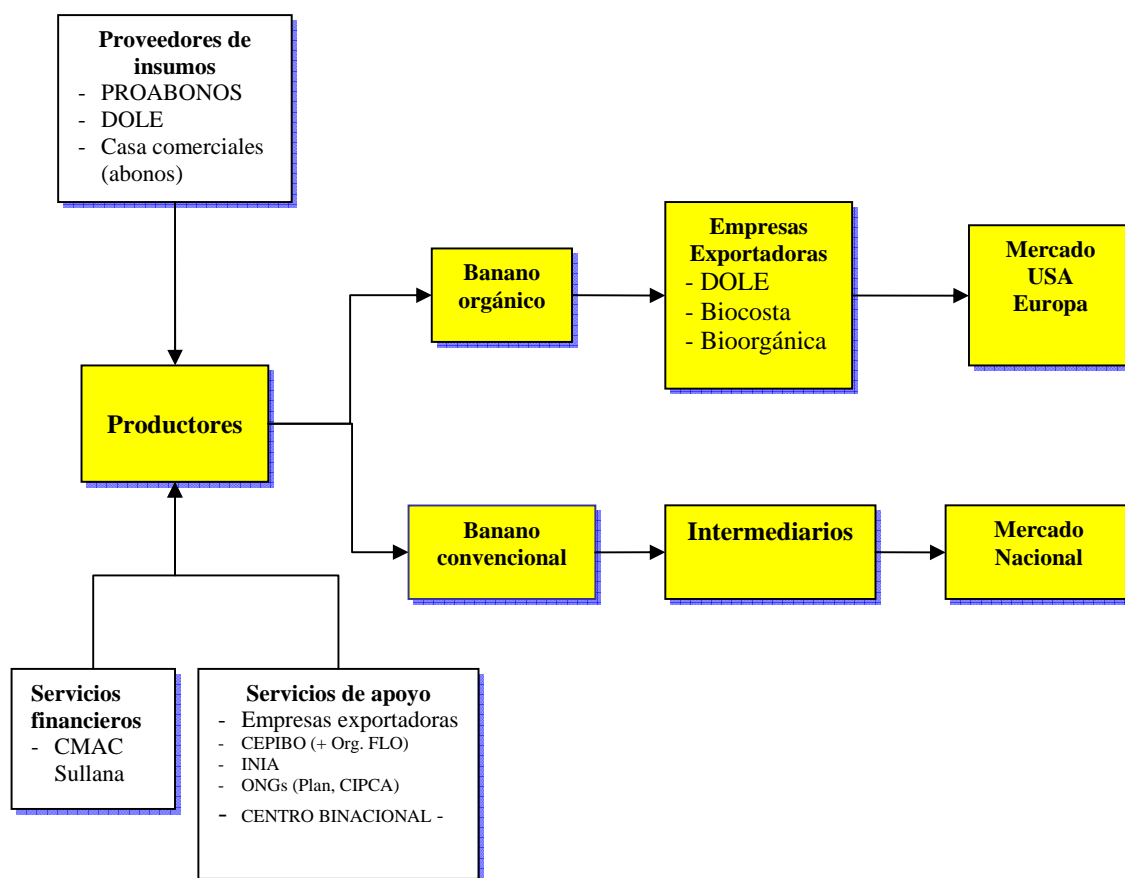 Proveedores de
insumos
- PROABONOS
- DOLE
- Casa comerciales
(abonos)
Empresas
Exportadoras
- DOLE
- Biocosta
- Bioorgánica
Mercado
USA
Europa
Banano
orgánico
Productores
Banano
convencional
Intermediarios
Mercado
Nacional
Servicios
financieros
- CMAC
Sullana
Servicios de apoyo
- Empresas exportadoras
- CEPIBO (+ Org. FLO)
- INIA
- ONGs (Plan, CIPCA)
- CENTRO BINACIONAL -